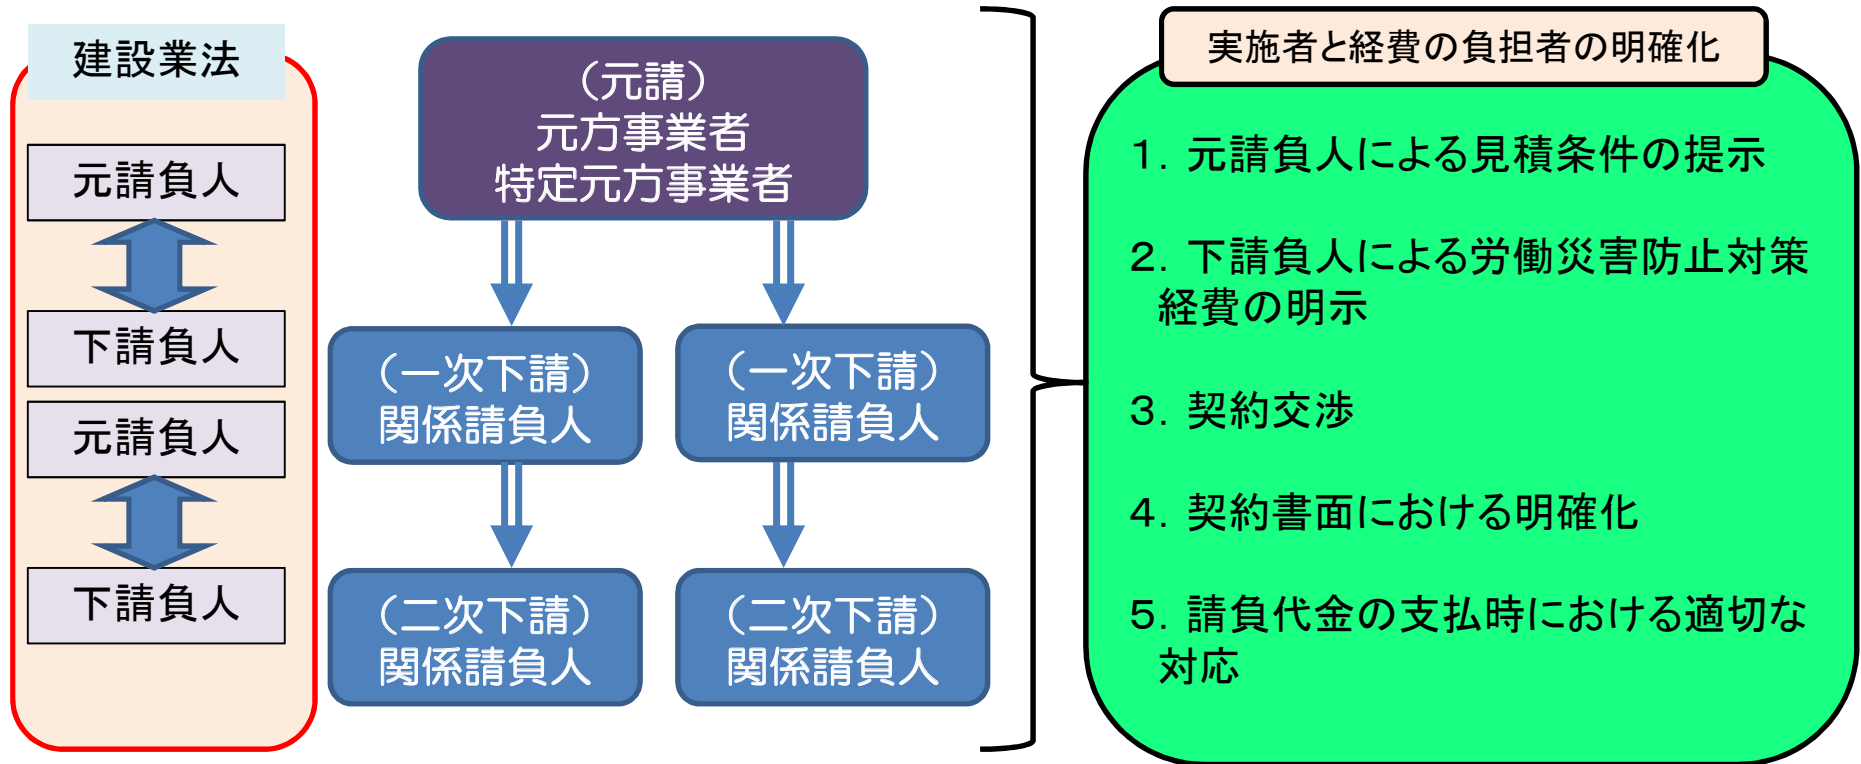 建設業法
元請負人
下請負人
元請負人
下請負人
（元請）
元方事業者
特定元方事業者
（一次下請）
関係請負人
（一次下請）
関係請負人
（二次下請）
関係請負人
（二次下請）
関係請負人
実施者と経費の負担者の明確化
１．元請負人による見積条件の提示
２．下請負人による労働災害防止対策
経費の明示
３．契約交渉
４．契約書面における明確化
５．請負代金の支払時における適切な
対応